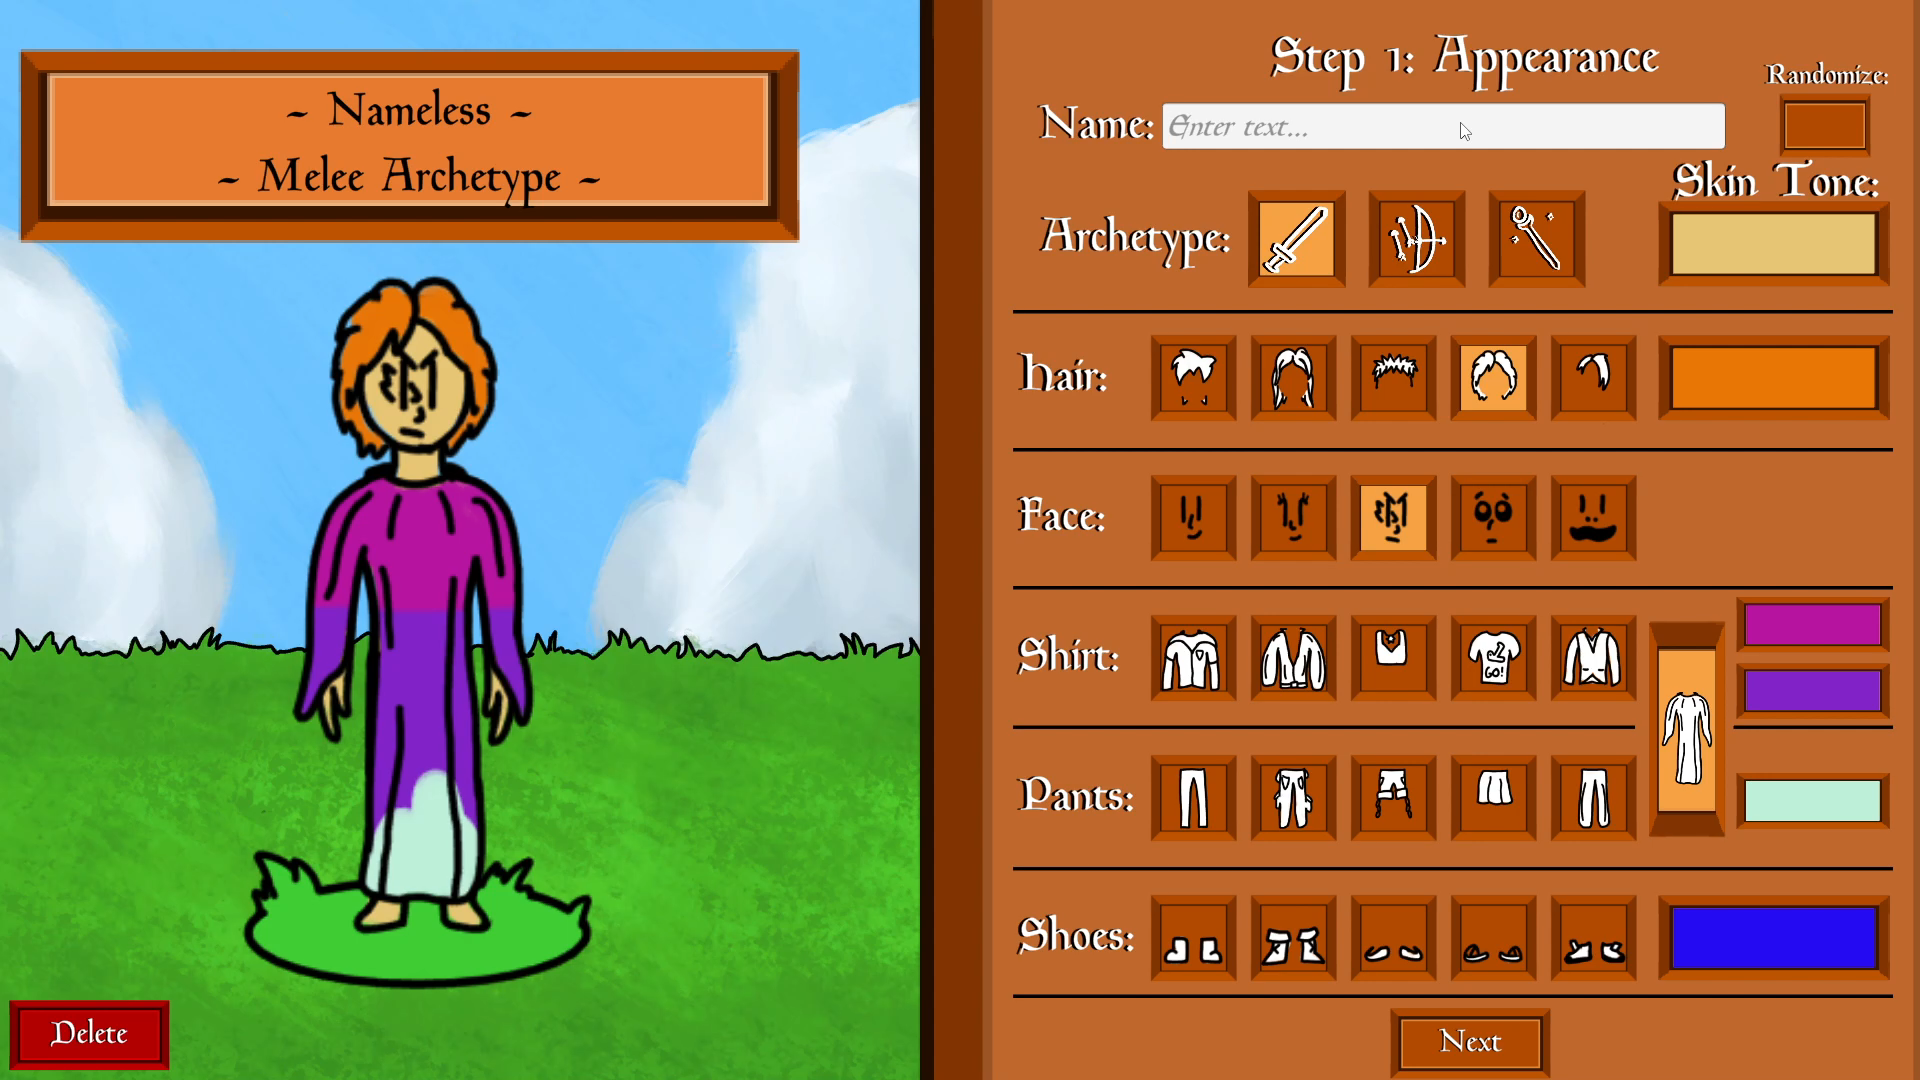 ~ Nameless ~
~ Melee Archetype ~
Step 1: Appearance
Randomize:
Name: Enter text...
Skin Tone:
Archetype:
Hair:
Face:
Shirt:
GO!
Pants:
Shoes:
Delete
Next